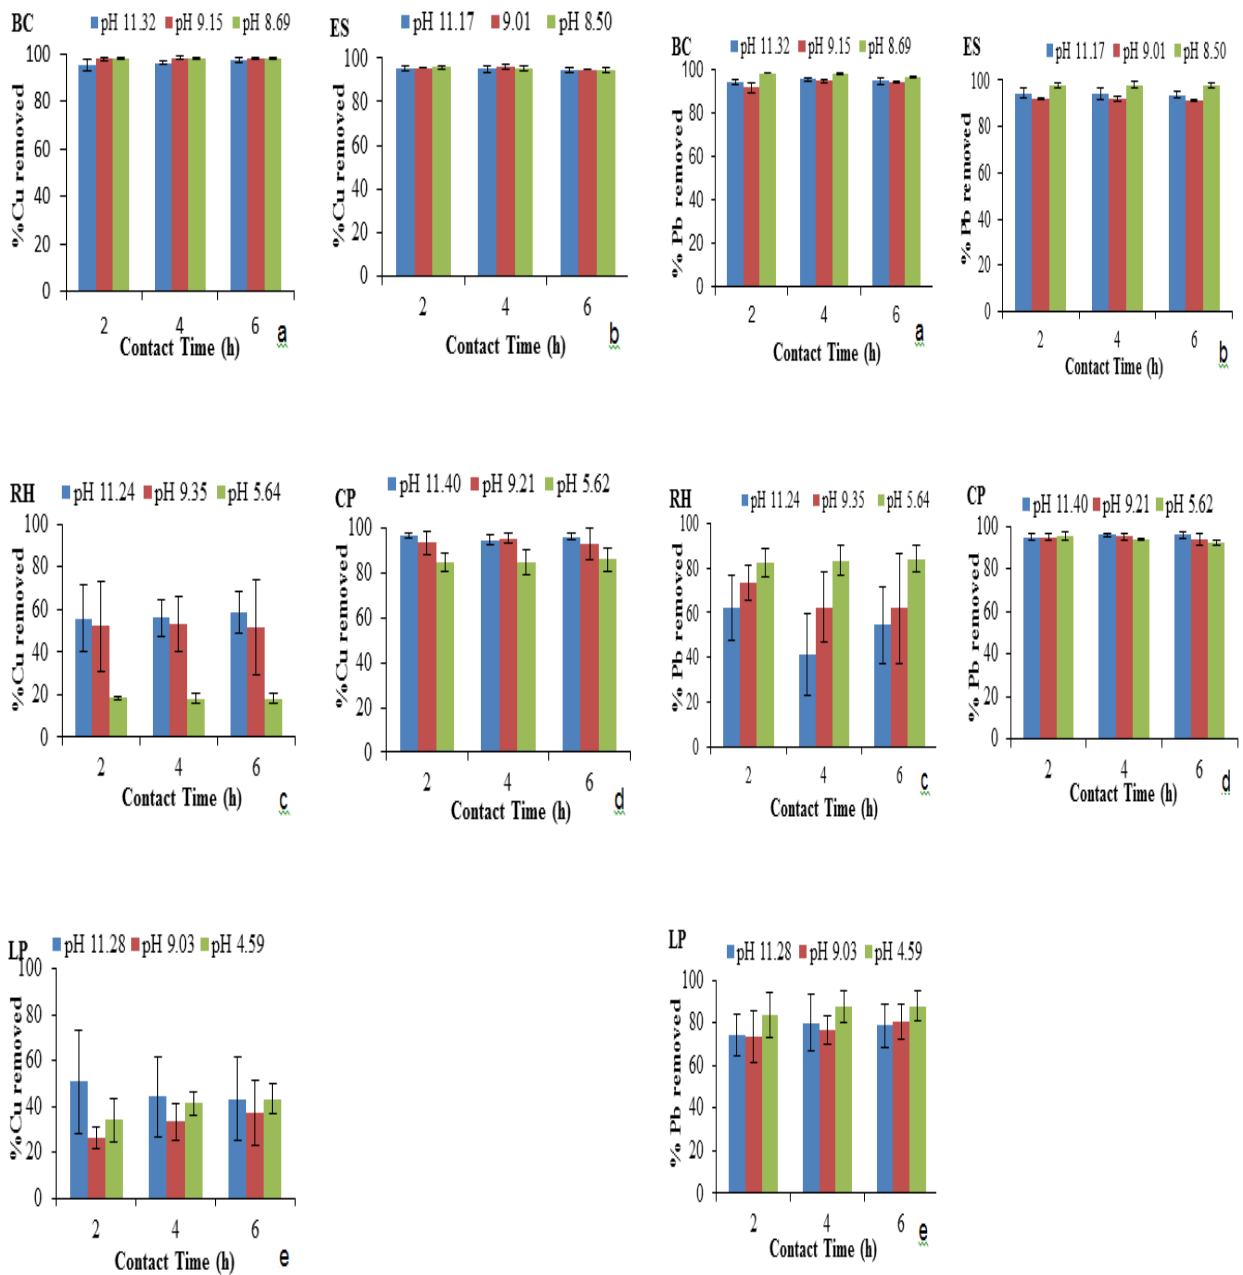 BC
pH 11.32 pH 9.15 pH 8.69
%Cu removed
100
80
60
40
20
0
2 4 6
Contact Time (h)
a
ES
pH 11.17 9.01 pH 8.50
%Cu removed
100
80
60
40
20
0
2 4 6
Contact Time (h)
b
BC
pH 11.32 pH 9.15 pH 8.69
% Pb removed
100
80
60
40
20
0
2 4 6
Contact Time (h)
a
ES
pH 11.17 pH 9.01 pH 8.50
% Pb removed
100
80
60
40
20
0
2 4 6
Contact Time (h)
b
RH
pH 11.24 pH 9.35 pH 5.64
%Cu removed
100
80
60
40
20
0
2 4 6
Contact Time (h)
c
CP
pH 11.40 pH 9.21 pH 5.62
%Cu removed
100
80
60
40
20
0
2 4 6
Contact Time (h)
d
RH
pH 11.24 pH 9.35 pH 5.64
% Pb removed
100
80
60
40
20
0
2 4 6
Contact Time (h)
c
CP
pH 11.40 pH 9.21 pH 5.62
% Pb removed
100
80
60
40
20
0
2 4 6
Contact Time (h)
d
LP
pH 11.28 pH 9.03 pH 4.59
%Cu removed
100
80
60
40
20
0
2 4 6
Contact Time (h)
e
LP
pH 11.28 pH 9.03 pH 4.59
% Pb removed
100
80
60
40
20
0
2 4 6
Contact Time (h)
e